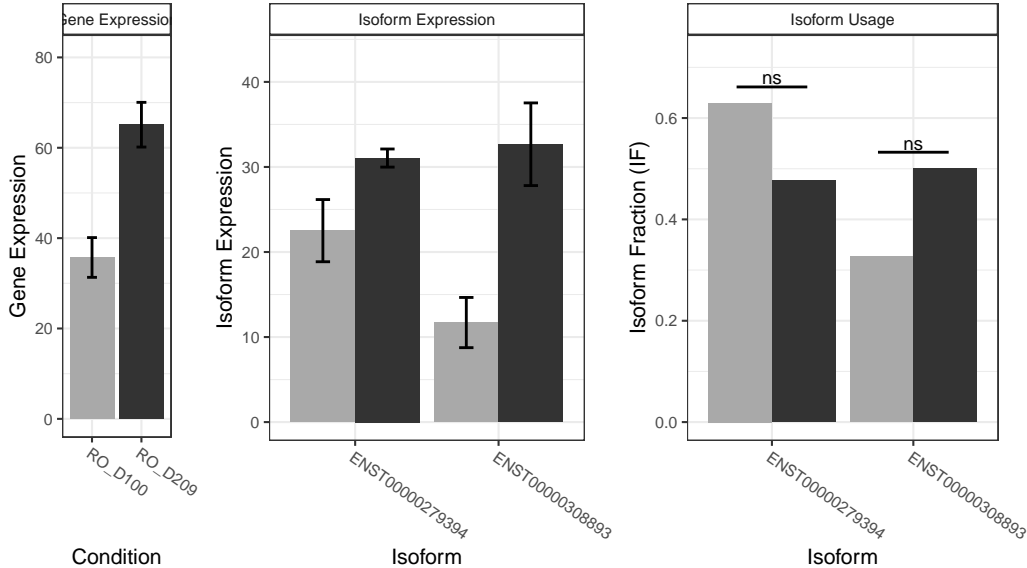 Gene Expression
Isoform Expression
Isoform Usage
Gene Expression
80
60
40
20
0
RO_D100
RO_D209
Condition
Isoform Expression
40
30
20
10
0
ENST00000279394
ENST00000308893
Isoform
Isoform Fraction (IF)
0.6
0.4
0.2
0.0
ns
ns
ENST00000279394
ENST00000308893
Isoform